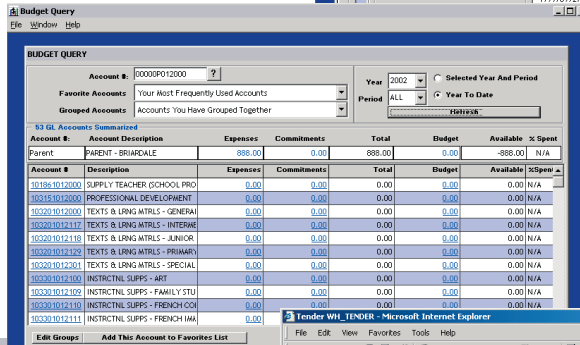 Budget Query
File Window Help
BUDGET QUERY
Account #: 00000P012000 ?
Favorite Accounts Your Most Frequently Used Accounts
Grouped Accounts Accounts You Have Grouped Together
Year 2002 Selected Year And Period
Period ALL Year To Date
Refresh
53 GL Accounts Summarized
Account #: Account Description Expenses Commitments Total Budget Available % Spent
Parent PARENT - BRIARDALE 888.00 0.00 888.00 0.00 -888.00 N/A
Account # Description Expenses Commitments Total Budget Available %Spent
101861012000 SUPPLY TEACHER (SCHOOL PRO 0.00 0.00 0.00 0.00 0.00 N/A
103151012000 PROFESSIONAL DEVELOPMENT 0.00 0.00 0.00 0.00 0.00 N/A
103201012000 TEXTS & LRNG MTRLS - GENERAI 0.00 0.00 0.00 0.00 0.00 N/A
103201012117 TEXTS & LRNG MTRLS - INTERME 0.00 0.00 0.00 0.00 0.00 N/A
103201012118 TEXTS & LRNG MTRLS - JUNIOR 0.00 0.00 0.00 0.00 0.00 N/A
103201012129 TEXTS & LRNG MTRLS - PRIMARY 0.00 0.00 0.00 0.00 0.00 N/A
103201012301 TEXTS & LRNG MTRLS - SPECIAL 0.00 0.00 0.00 0.00 0.00 N/A
103301012100 INSTRCTNL SUPPS - ART 0.00 0.00 0.00 0.00 0.00 N/A
103301012109 INSTRCTNL SUPPS - FAMILY STU 0.00 0.00 0.00 0.00 0.00 N/A
103301012110 INSTRCTNL SUPPS - FRENCH COI 0.00 0.00 0.00 0.00 0.00 N/A
103301012111 INSTRCTNL SUPPS - FRENCH IMM 0.00
Edit Groups Add This Account to Favorites List
Tender WH_TENDER - Microsoft Internet Explorer
File Edit View Favorites Tools Help